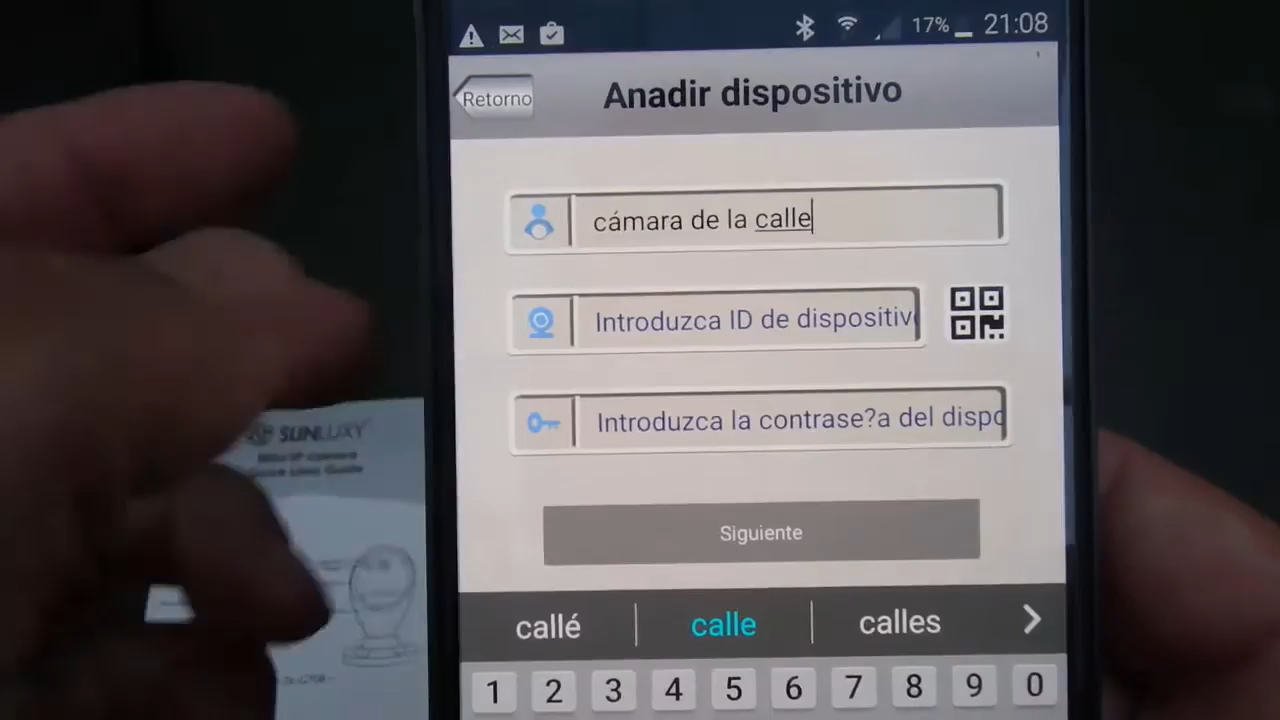 17% 21:08
Retorno
Anadir dispositivo
cámara de la calle
Introduzca ID de dispositiv
Introduzca la contrase?a del dispo
Siguiente
callé calle calles
1 2 3 4 5 6 7 8 9 0
SUNLUXY